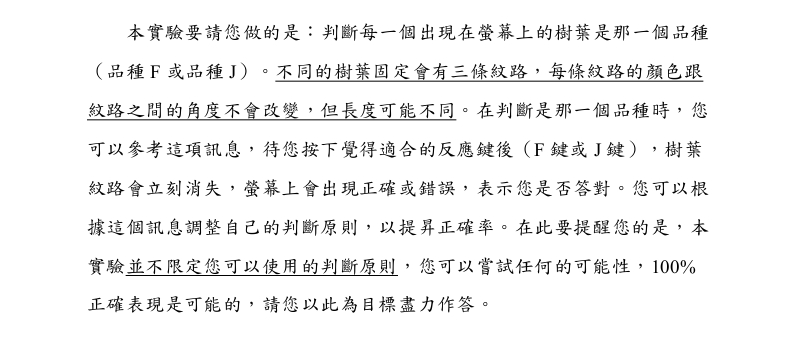 本實驗要請您做的是：判斷每一個出現在螢幕上的樹葉是那一個品種
（品種 F 或品種 J）。不同的樹葉固定會有三條紋路，每條紋路的顏色跟
紋路之間的角度不會改變，但長度可能不同。在判斷是那一個品種時，您
可以參考這項訊息，待您按下覺得適合的反應鍵後（F 鍵或 J 鍵），樹葉
紋路會立刻消失，螢幕上會出現正確或錯誤，表示您是否答對。您可以根
據這個訊息調整自己的判斷原則，以提昇正確率。在此要提醒您的是，本
實驗並不限定您可以使用的判斷原則，您可以嘗試任何的可能性，100%
正確表現是可能的，請您以此為目標盡力作答。